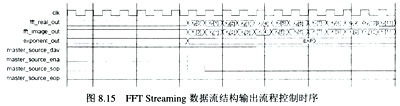 clk
fft_real_out
fft_image_out
exponent_out
EXP0
master_source_dav
master_source_ena
master_source_sop
master_source_eop
图 8.15 FFT Streaming 数据流结构输出流程控制时序